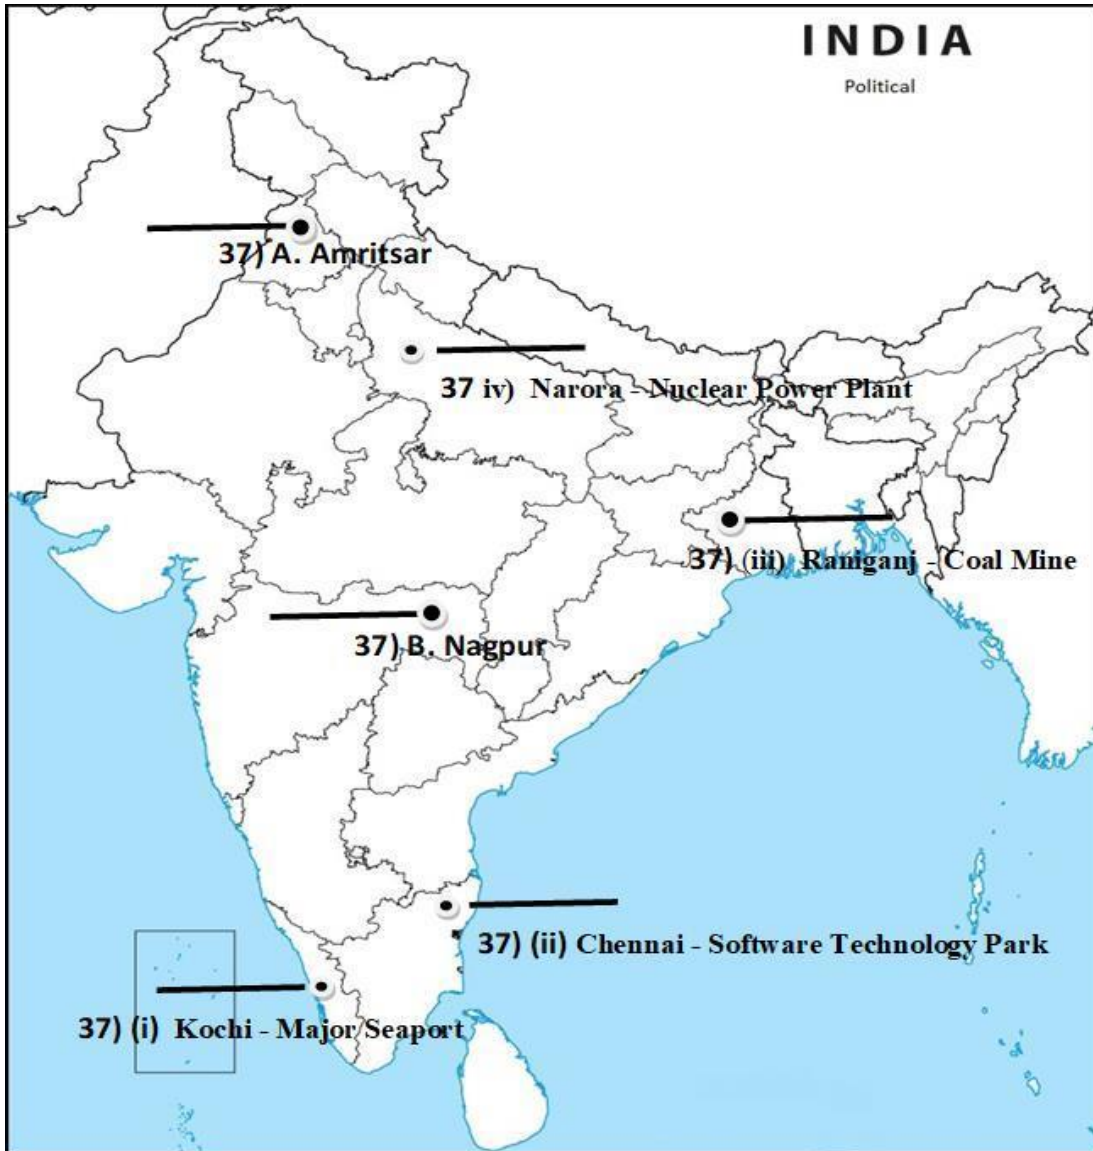 INDIA
Political
37) A. Amritsar
37 iv) Narora - Nuclear Power Plant
37) (iii) Raniganj - Coal Mine
37) B. Nagpur
37) (ii) Chennai - Software Technology Park
37) (i) Kochi - Major Seaport